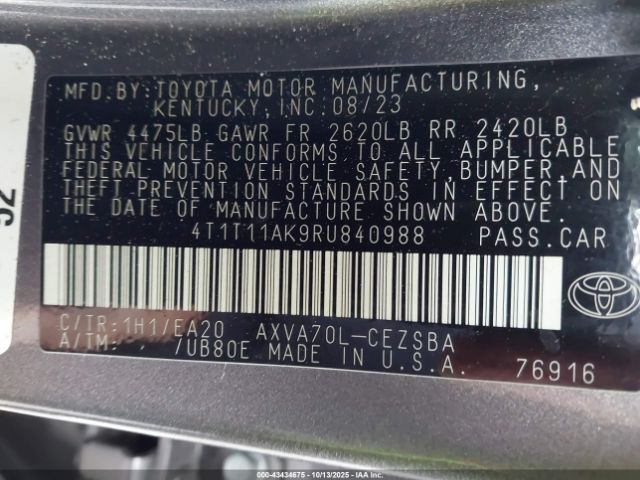 MFD.BY:TOYOTA MOTOR MANUFACTURING,
KENTUCKY,INC 08/23
GVWR 4475LB GAWR FR 2620LB RR 2420LB
THIS VEHICLE CONFORMS TO ALL APPLICABLE
FEDERAL MOTOR VEHICLE SAFETY,BUMPER,AND
THEFT PREVENTION STANDARDS IN EFFECT ON
THE DATE OF MANUFACTURE SHOWN ABOVE.
4T1T11AK9RU840988 PASS.CAR
C/TR:1H1/EA20 AXVA70L-CEZSBA
A/TM: /UB80E MADE IN U.S.A. 76916
52
000-43434675 | 10/13/2025 | IAAI.COM